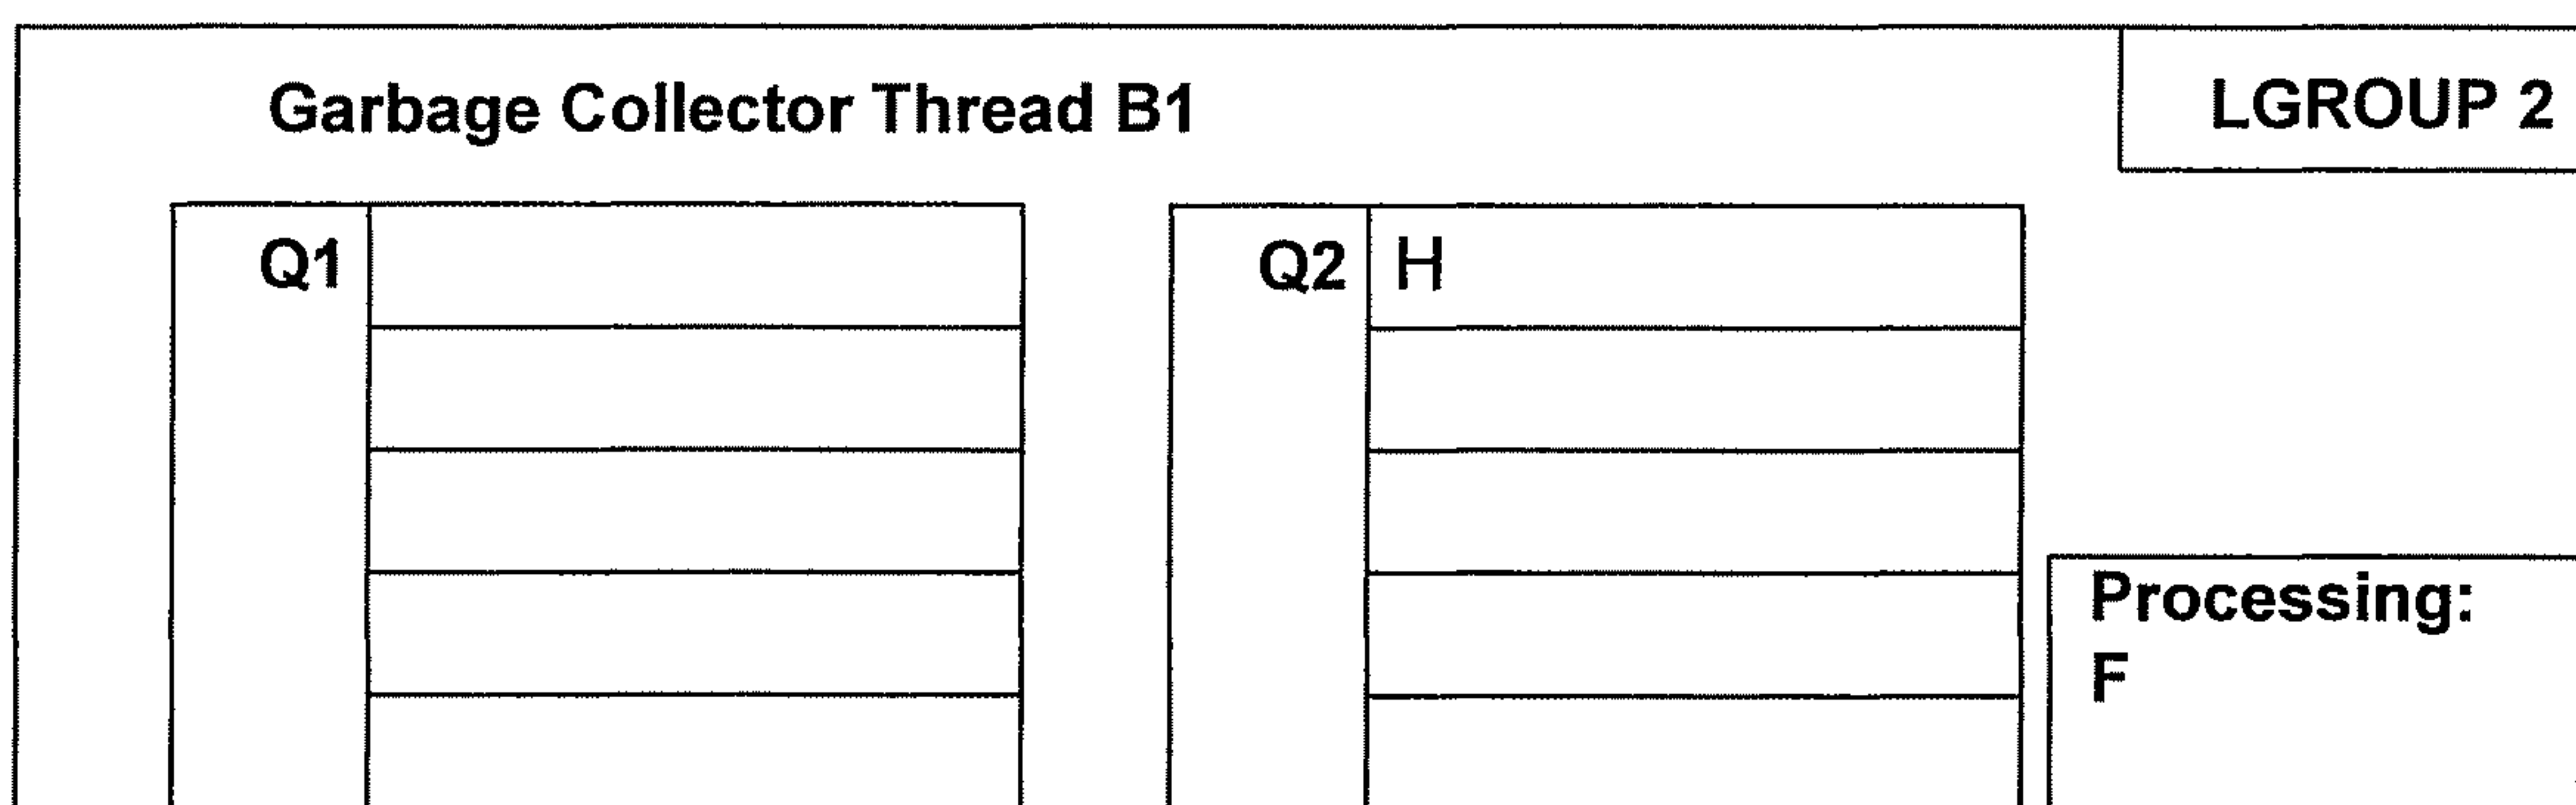 Garbage Collector Thread B1
LGROUP 2
Q1
Q2
H
Processing:
F